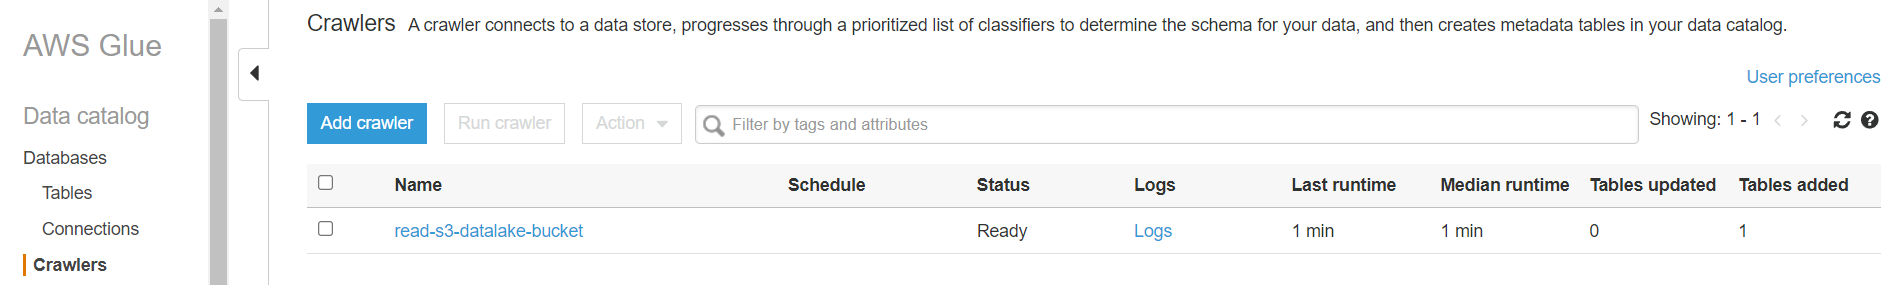 AWS Glue
Data catalog
Databases
Tables
Connections
Crawlers
Crawlers A crawler connects to a data store, progresses through a prioritized list of classifiers to determine the schema for your data, and then creates metadata tables in your data catalog.
User preferences
Add crawler Run crawler Action Filter by tags and attributes Showing: 1 - 1
Name Schedule Status Logs Last runtime Median runtime Tables updated Tables added
read-s3-datalake-bucket Ready Logs 1 min 1 min 0 1